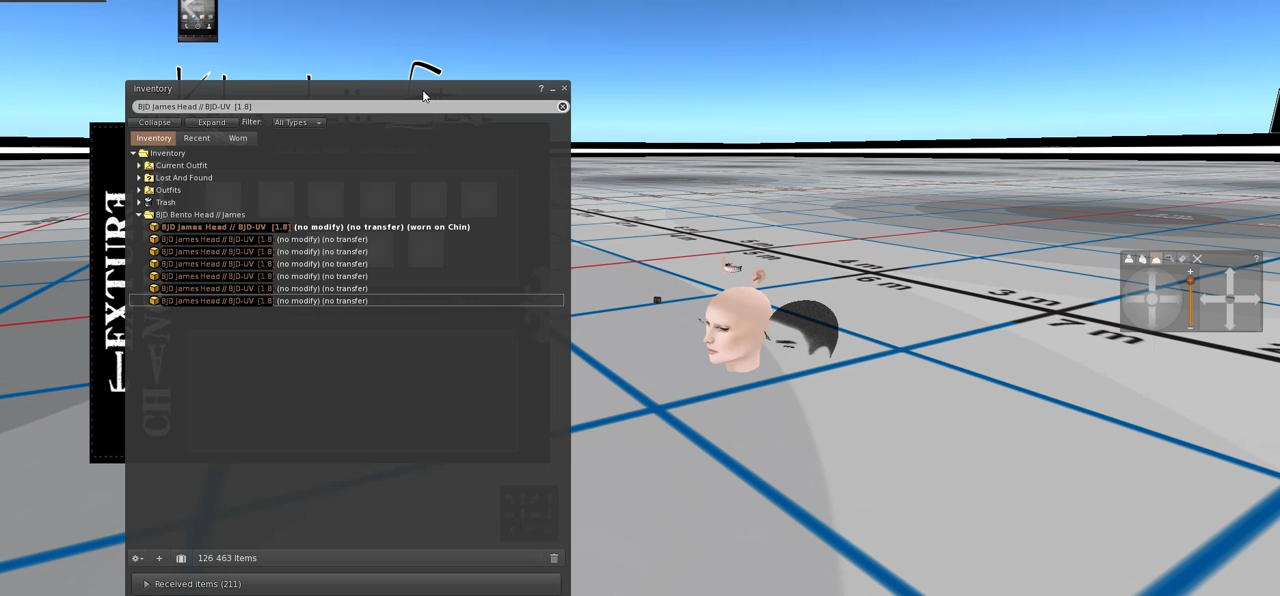 Inventory
?
BJD James Head // BJD-UV [1.8]
Collapse Expand Filter: All Types
Inventory Recent Worn
Inventory
Current Outfit
Lost And Found
Outfits
Trash
BJD Bento Head // James
BJD James Head // BJD-UV [1.8] (no modify) (no transfer) (worn on Chin)
BJD James Head // BJD-UV [1.8] (no modify) (no transfer)
BJD James Head // BJD-UV [1.8] (no modify) (no transfer)
BJD James Head // BJD-UV [1.8] (no modify) (no transfer)
BJD James Head // BJD-UV [1.8] (no modify) (no transfer)
BJD James Head // BJD-UV [1.8] (no modify) (no transfer)
BJD James Head // BJD-UV [1.8] (no modify) (no transfer)
126 463 Items
Received Items (211)
TEXTURE
4 m
6 m
3 m
7 m
?